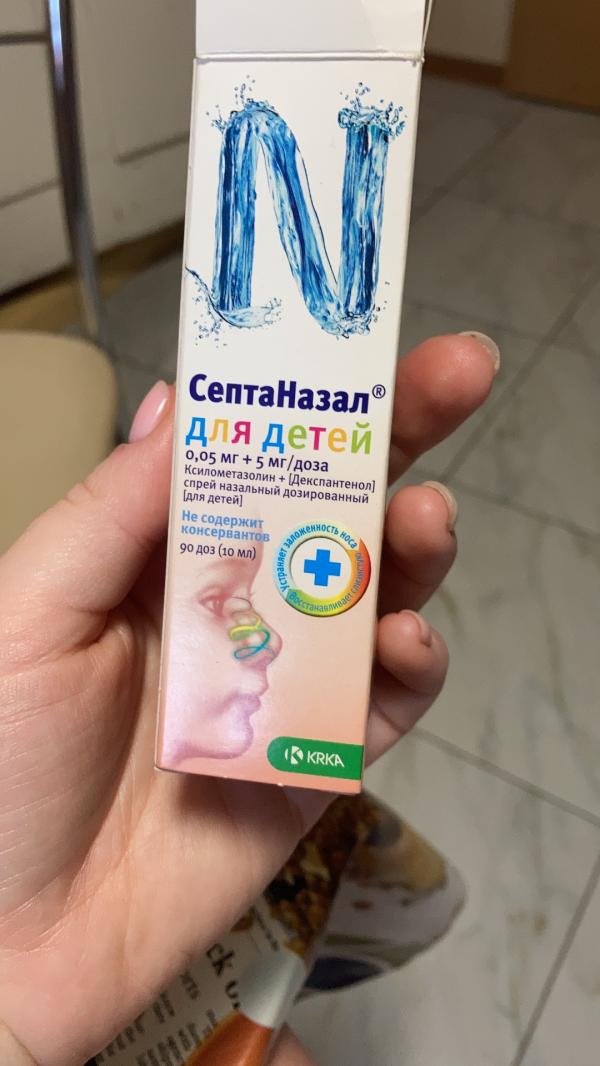 N
СептаНазал®
для детей
0,05 мг + 5 мг/доза
Ксилометазолин + [Декспантенол]
спрей назальный дозированный
[для детей]
Не содержит
консервантов
90 доз (10 мл)
Устраняет заложенность носа
Восстанавливает слизистую
KRKA
ck